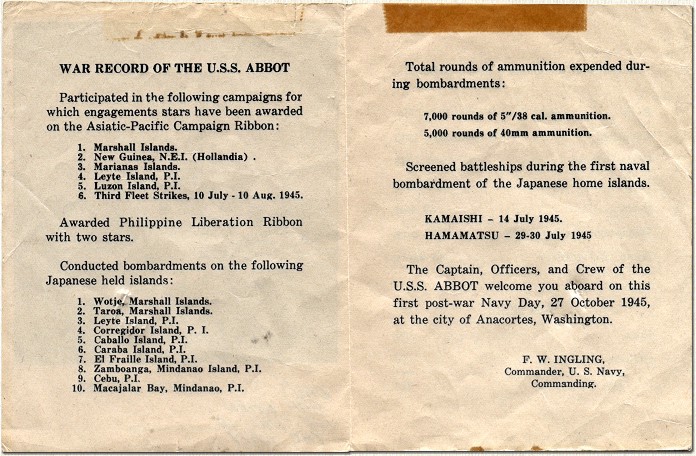 WAR RECORD OF THE U.S.S. ABBOT
Participated in the following campaigns for
which engagements stars have been awarded
on the Asiatic-Pacific Campaign Ribbon:
1. Marshall Islands.
2. New Guinea, N.E.I. (Hollandia) .
3. Marianas Islands.
4. Leyte Island, P.I.
5. Luzon Island, P.I.
6. Third Fleet Strikes, 10 July - 10 Aug. 1945.
Awarded Philippine Liberation Ribbon
with two stars.
Conducted bombardments on the following
Japanese held islands:
1. Wotje, Marshall Islands.
2. Taroa, Marshall Islands.
3. Leyte Island, P.I.
4. Corregidor Island, P. I.
5. Caballo Island, P.I.
6. Caraba Island, P.I.
7. El Fraille Island, P.I.
8. Zamboanga, Mindanao Island, P.I.
9. Cebu, P.I.
10. Macajalar Bay, Mindanao, P.I.
Total rounds of ammunition expended dur-
ing bombardments:
7,000 rounds of 5"/38 cal. ammunition.
5,000 rounds of 40mm ammunition.
Screened battleships during the first naval
bombardment of the Japanese home islands.
KAMAISHI - 14 July 1945.
HAMAMATSU - 29-30 July 1945
The Captain, Officers, and Crew of the
U.S.S. ABBOT welcome you aboard on this
first post-war Navy Day, 27 October 1945,
at the city of Anacortes, Washington.
F. W. INGLING,
Commander, U. S. Navy,
Commanding.